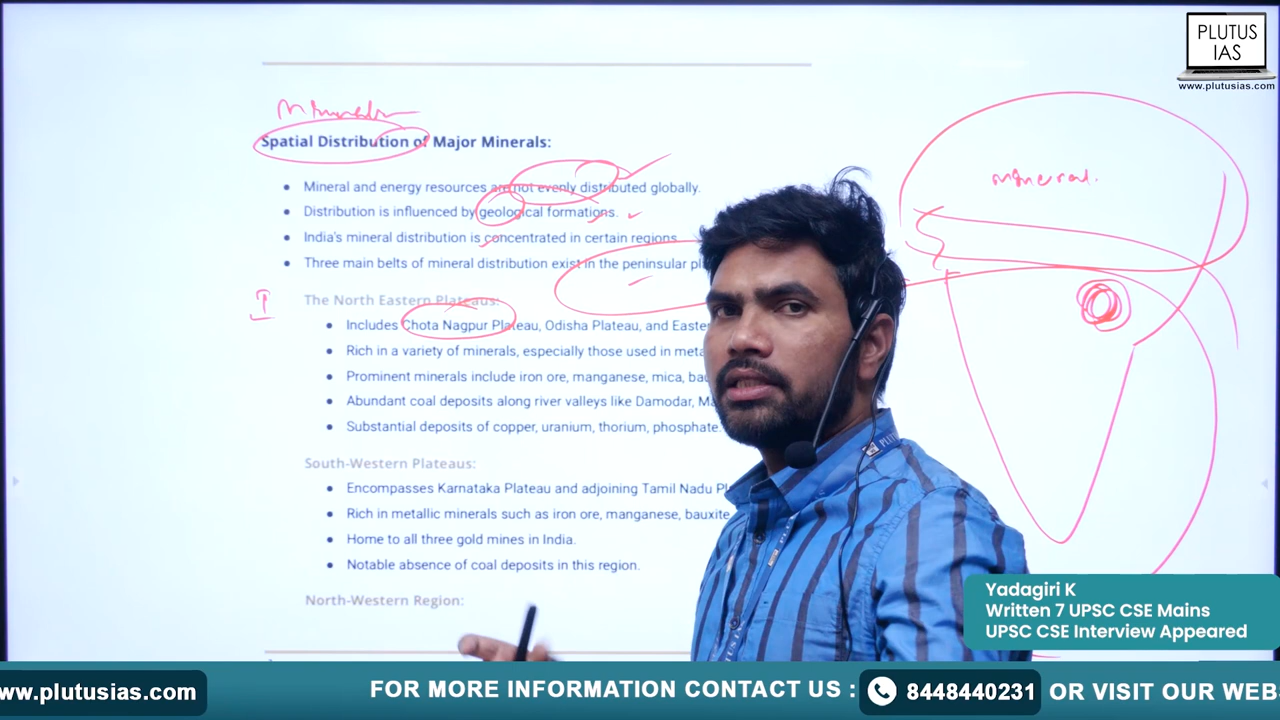 PLUTUS
IAS
www.plutusias.com
Spatial Distribution of Major Minerals:
Mineral and energy resources are not evenly distributed globally.
mineral.
Distribution is influenced by geological formations.
India's mineral distribution is concentrated in certain regions.
Three main belts of mineral distribution exist in the peninsular pl
I
The North Eastern Plateaus:
Includes Chota Nagpur Plateau, Odisha Plateau, and Easte
Rich in a variety of minerals, especially those used in meta
Prominent minerals include iron ore, manganese, mica, bau
Abundant coal deposits along river valleys like Damodar, Ma
Substantial deposits of copper, uranium, thorium, phosphate.
South-Western Plateaus:
Encompasses Karnataka Plateau and adjoining Tamil Nadu Pl
Rich in metallic minerals such as iron ore, manganese, bauxite
Home to all three gold mines in India.
Notable absence of coal deposits in this region.
North-Western Region:
PLUTUS IAS
Yadagiri K
Written 7 UPSC CSE Mains
UPSC CSE Interview Appeared
ww.plutusias.com
FOR MORE INFORMATION CONTACT US : 8448440231 OR VISIT OUR WEB